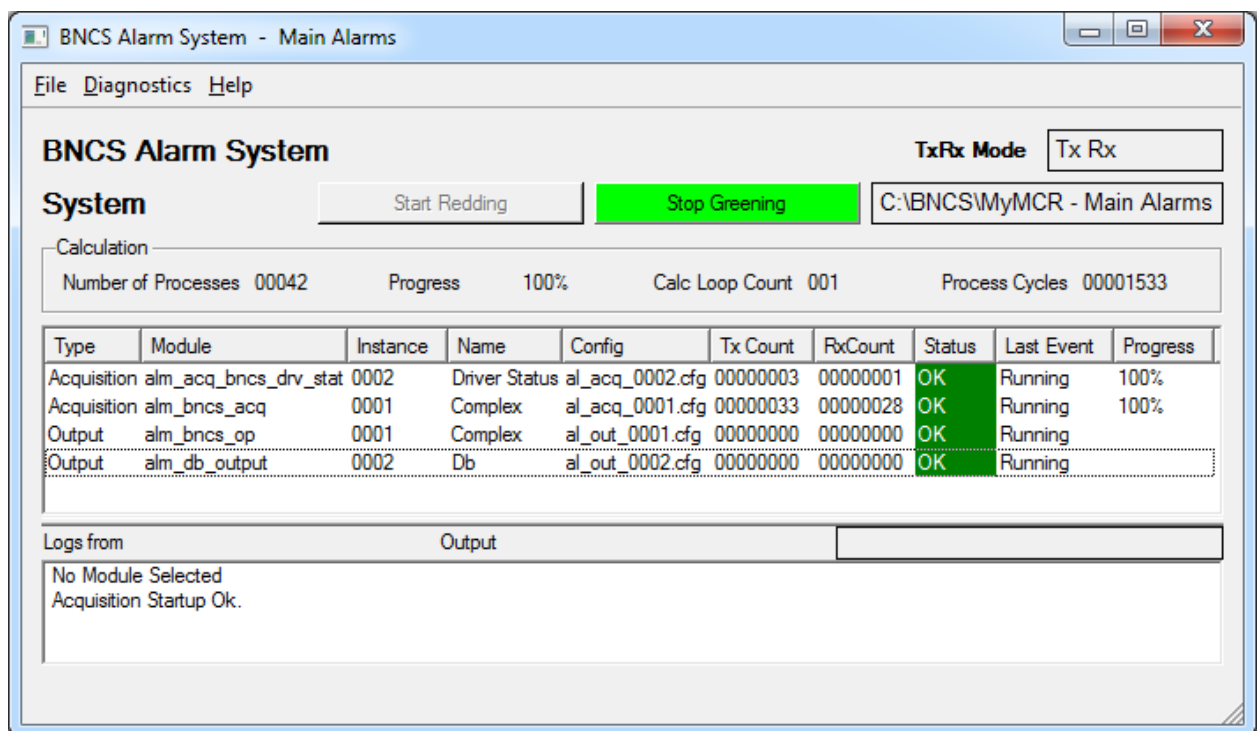 BNCS Alarm System - Main Alarms
File Diagnostics Help
BNCS Alarm System TxRx Mode Tx Rx
System Start Redding Stop Greening C:\BNCS\MyMCR - Main Alarms
Calculation
Number of Processes 00042 Progress 100% Calc Loop Count 001 Process Cycles 00001533
Type Module Instance Name Config Tx Count RxCount Status Last Event Progress
Acquisition alm_acq_bncs_drv_stat 0002 Driver Status al_acq_0002.cfg 00000003 00000001 OK Running 100%
Acquisition alm_bncs_acq 0001 Complex al_acq_0001.cfg 00000033 00000028 OK Running 100%
Output alm_bncs_op 0001 Complex al_out_0001.cfg 00000000 00000000 OK Running
Output alm_db_output 0002 Db al_out_0002.cfg 00000000 00000000 OK Running
Logs from Output
No Module Selected
Acquisition Startup Ok.